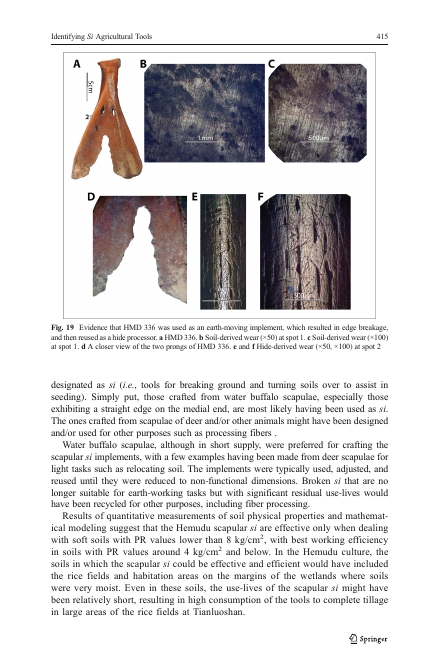 Identifying Si Agricultural Tools 415
A
B
C
5cm
2
1mm
500µm
D
E
F
Fig. 19 Evidence that HMD 336 was used as an earth-moving implement, which resulted in edge breakage,
and then reused as a hide processor. a HMD 336. b Soil-derived wear (×50) at spot 1. c Soil-derived wear (×100)
at spot 1. d A closer view of the two prongs of HMD 336. e and f Hide-derived wear (×50, ×100) at spot 2
designated as si (i.e., tools for breaking ground and turning soils over to assist in
seeding). Simply put, those crafted from water buffalo scapulae, especially those
exhibiting a straight edge on the medial end, are most likely having been used as si.
The ones crafted from scapulae of deer and/or other animals might have been designed
and/or used for other purposes such as processing fibers .
Water buffalo scapulae, although in short supply, were preferred for crafting the
scapular si implements, with a few examples having been made from deer scapulae for
light tasks such as relocating soil. The implements were typically used, adjusted, and
reused until they were reduced to non-functional dimensions. Broken si that are no
longer suitable for earth-working tasks but with significant residual use-lives would
have been recycled for other purposes, including fiber processing.
Results of quantitative measurements of soil physical properties and mathemat-
ical modeling suggest that the Hemudu scapular si are effective only when dealing
with soft soils with PR values lower than 8 kg/cm², with best working efficiency
in soils with PR values around 4 kg/cm² and below. In the Hemudu culture, the
soils in which the scapular si could be effective and efficient would have included
the rice fields and habitation areas on the margins of the wetlands where soils
were very moist. Even in these soils, the use-lives of the scapular si might have
been relatively short, resulting in high consumption of the tools to complete tillage
in large areas of the rice fields at Tianluoshan.
Springer